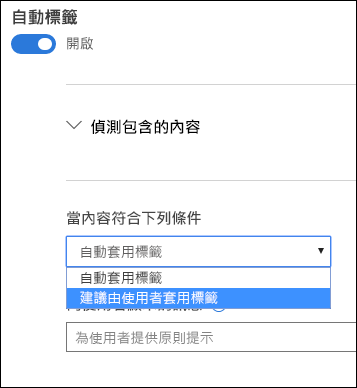 自動標籤
開啟
偵測包含的內容
當內容符合下列條件
自動套用標籤
自動套用標籤
建議由使用者套用標籤
為使用者提供原則提示